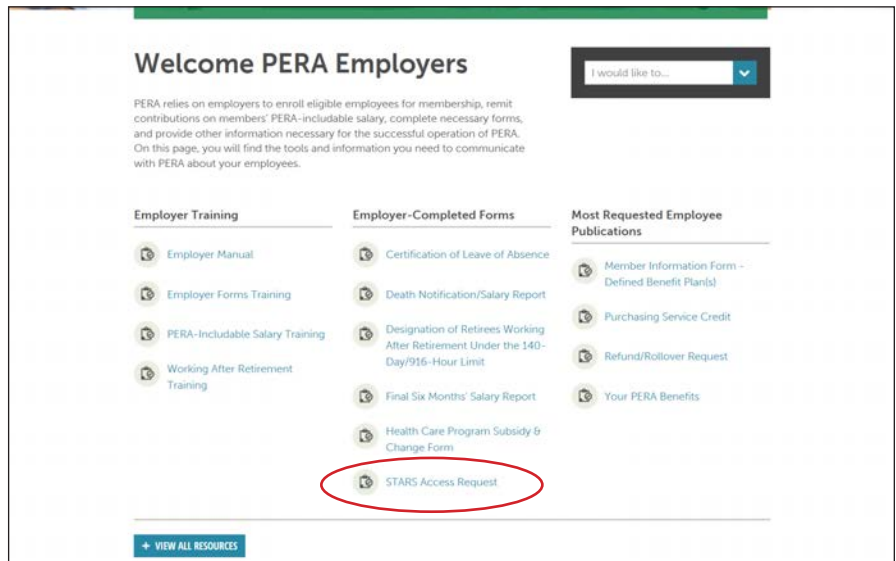 Welcome PERA Employers
I would like to...
PERA relies on employers to enroll eligible employees for membership, remit
contributions on members' PERA-includable salary, complete necessary forms,
and provide other information necessary for the successful operation of PERA.
On this page, you will find the tools and information you need to communicate
with PERA about your employees.
Employer Training
Employer Manual
Employer Forms Training
PERA-Includable Salary Training
Working After Retirement
Training
Employer-Completed Forms
Certification of Leave of Absence
Death Notification/Salary Report
Designation of Retirees Working
After Retirement Under the 140-
Day/916-Hour Limit
Final Six Months' Salary Report
Health Care Program Subsidy &
Change Form
STARS Access Request
Most Requested Employee
Publications
Member Information Form -
Defined Benefit Plan(s)
Purchasing Service Credit
Refund/Rollover Request
Your PERA Benefits
+ VIEW ALL RESOURCES